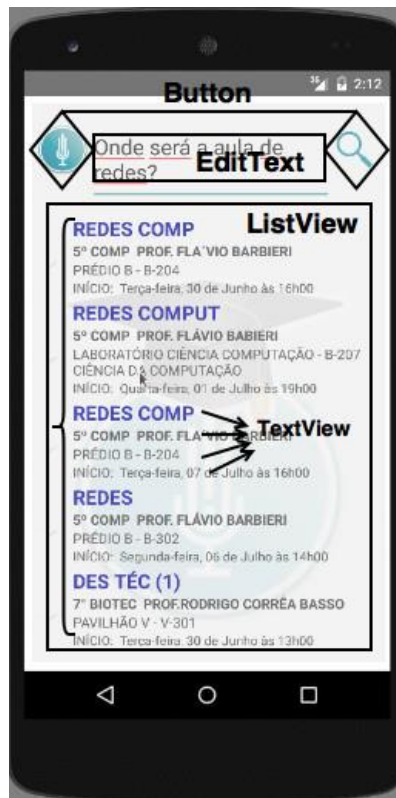 3G 2:12
Button
Onde será a aula de
redes?
EditText
ListView
REDES COMP
5º COMP PROF. FLA´VIO BARBIERI
PRÉDIO B - B-204
INÍCIO: Terça-feira, 30 de Junho às 16h00
REDES COMPUT
5º COMP PROF. FLÁVIO BABIERI
LABORATÓRIO CIÊNCIA COMPUTAÇÃO - B-207
CIÊNCIA DA COMPUTAÇÃO
INÍCIO: Quarta-feira, 01 de Julho às 19h00
REDES COMP
TextView
5º COMP PROF. FLA´VIO BARBIERI
PRÉDIO B - B-204
INÍCIO: Terça-feira, 07 de Julho às 16h00
REDES
5º COMP PROF. FLÁVIO BARBIERI
PRÉDIO B - B-302
INÍCIO: Segunda-feira, 06 de Julho às 14h00
DES TÉC (1)
7º BIOTEC PROF.RODRIGO CORRÊA BASSO
PAVILHÃO V - V-301
INÍCIO: Terça-feira, 30 de Junho às 13h00